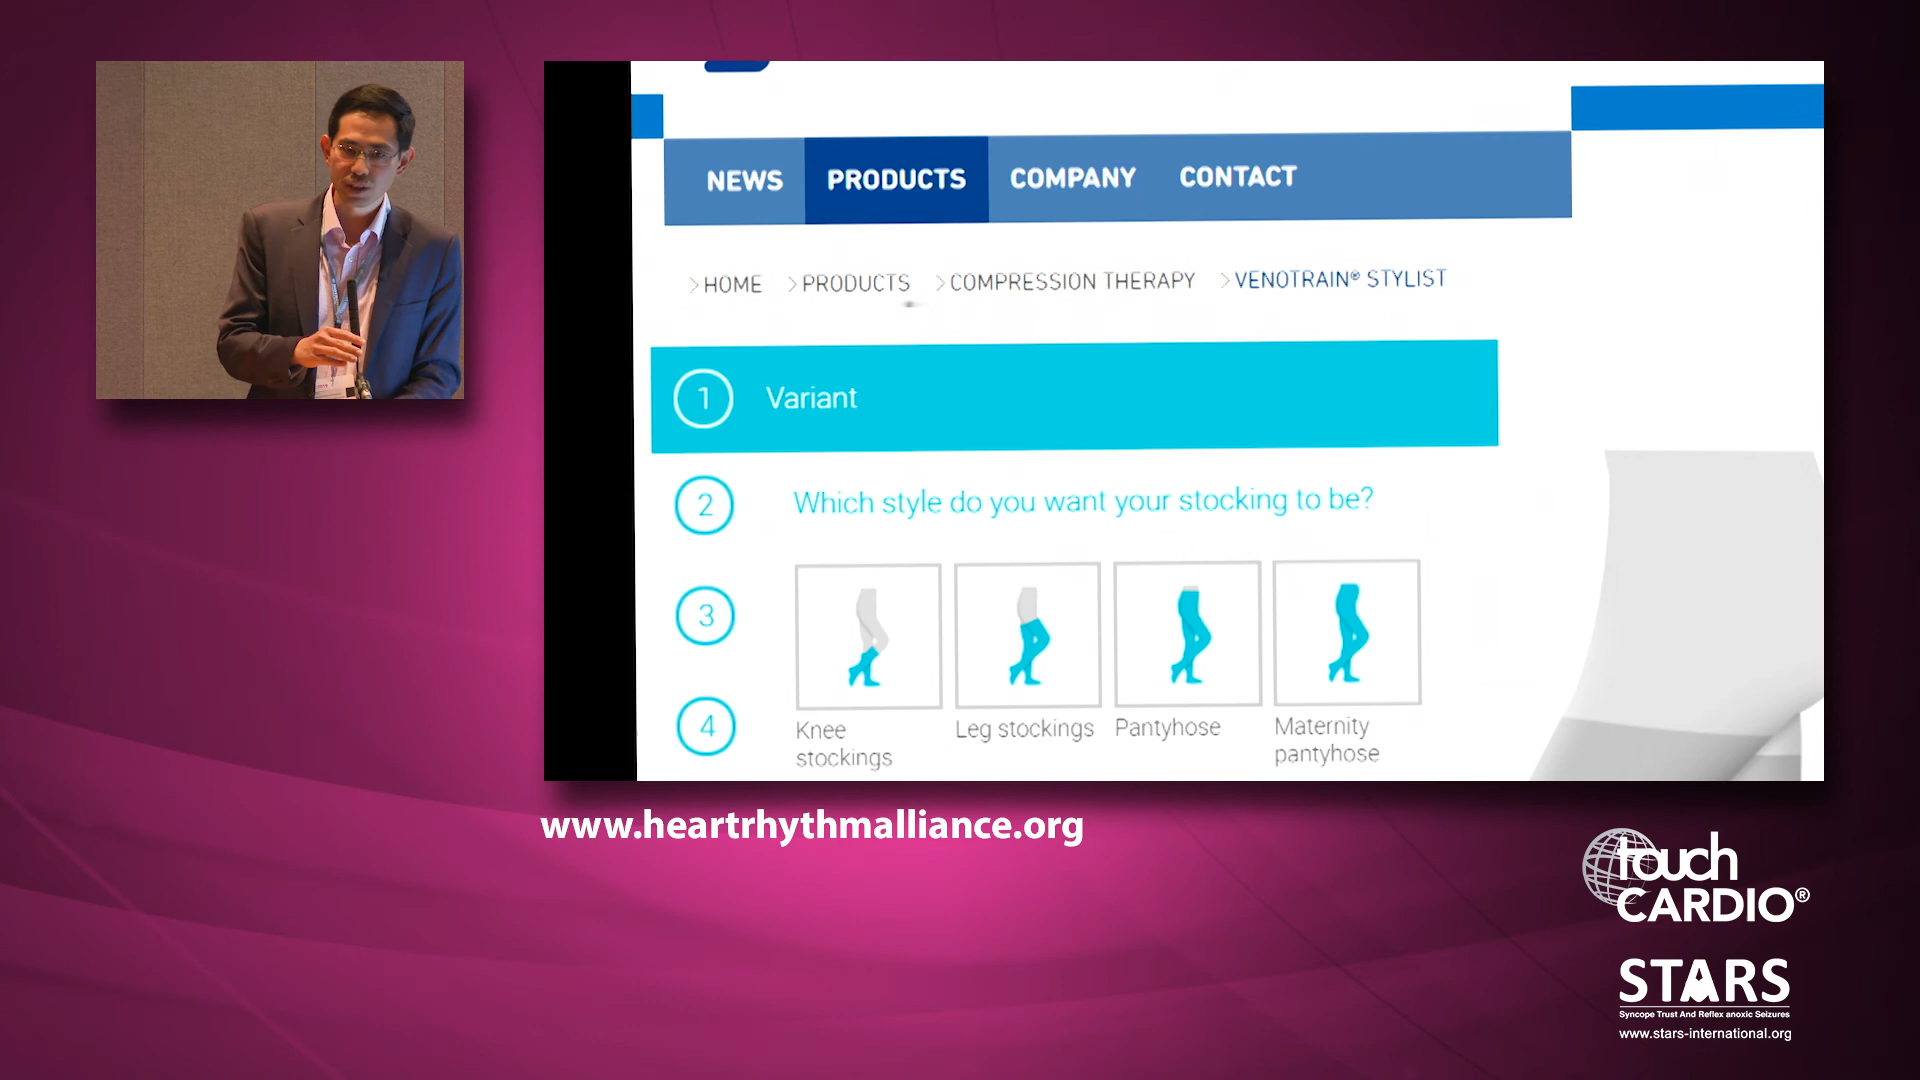 NEWS PRODUCTS COMPANY CONTACT
>HOME >PRODUCTS >COMPRESSION THERAPY >VENOTRAIN® STYLIST
1 Variant
2 Which style do you want your stocking to be?
3
4
Knee stockings
Leg stockings
Pantyhose
Maternity pantyhose
www.heartrhythmalliance.org
touch
CARDIO®
STARS
Syncope Trust And Reflex anoxic Seizures
www.stars-international.org